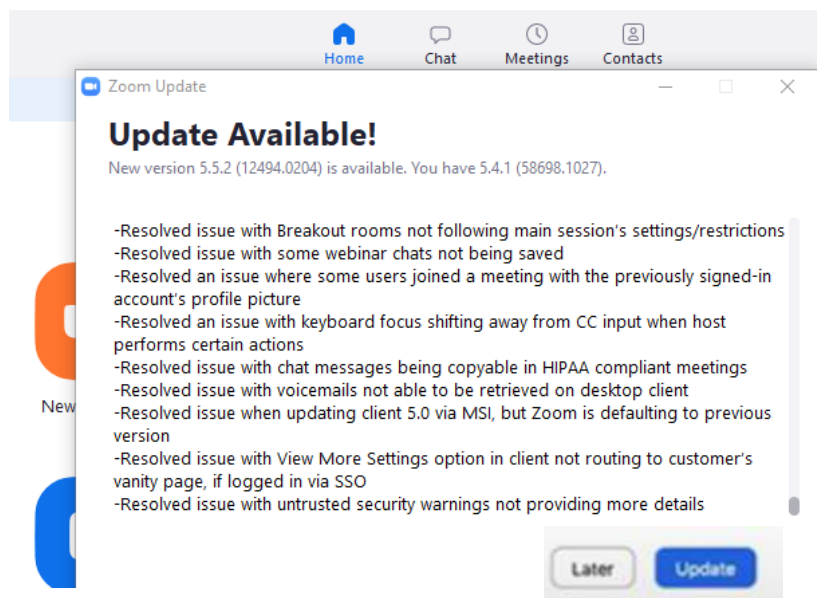 Home Chat Meetings Contacts
Zoom Update
Update Available!
New version 5.5.2 (12494.0204) is available. You have 5.4.1 (58698.1027).
-Resolved issue with Breakout rooms not following main session's settings/restrictions
-Resolved issue with some webinar chats not being saved
-Resolved an issue where some users joined a meeting with the previously signed-in
account's profile picture
-Resolved an issue with keyboard focus shifting away from CC input when host
performs certain actions
-Resolved issue with chat messages being copyable in HIPAA compliant meetings
-Resolved issue with voicemails not able to be retrieved on desktop client
New
-Resolved issue when updating client 5.0 via MSI, but Zoom is defaulting to previous
version
-Resolved issue with View More Settings option in client not routing to customer's
vanity page, if logged in via SSO
-Resolved issue with untrusted security warnings not providing more details
Later Update